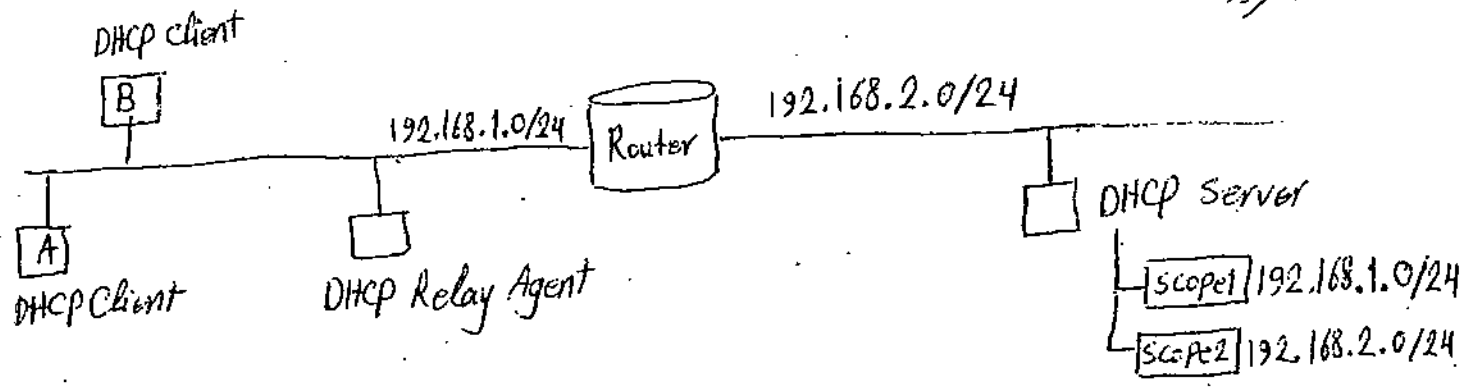 DHCP Client
B
192.168.1.0/24
Router
192.168.2.0/24
A
DHCP Client
DHCP Relay Agent
DHCP Server
Scope1 192.168.1.0/24
Scope2 192.168.2.0/24